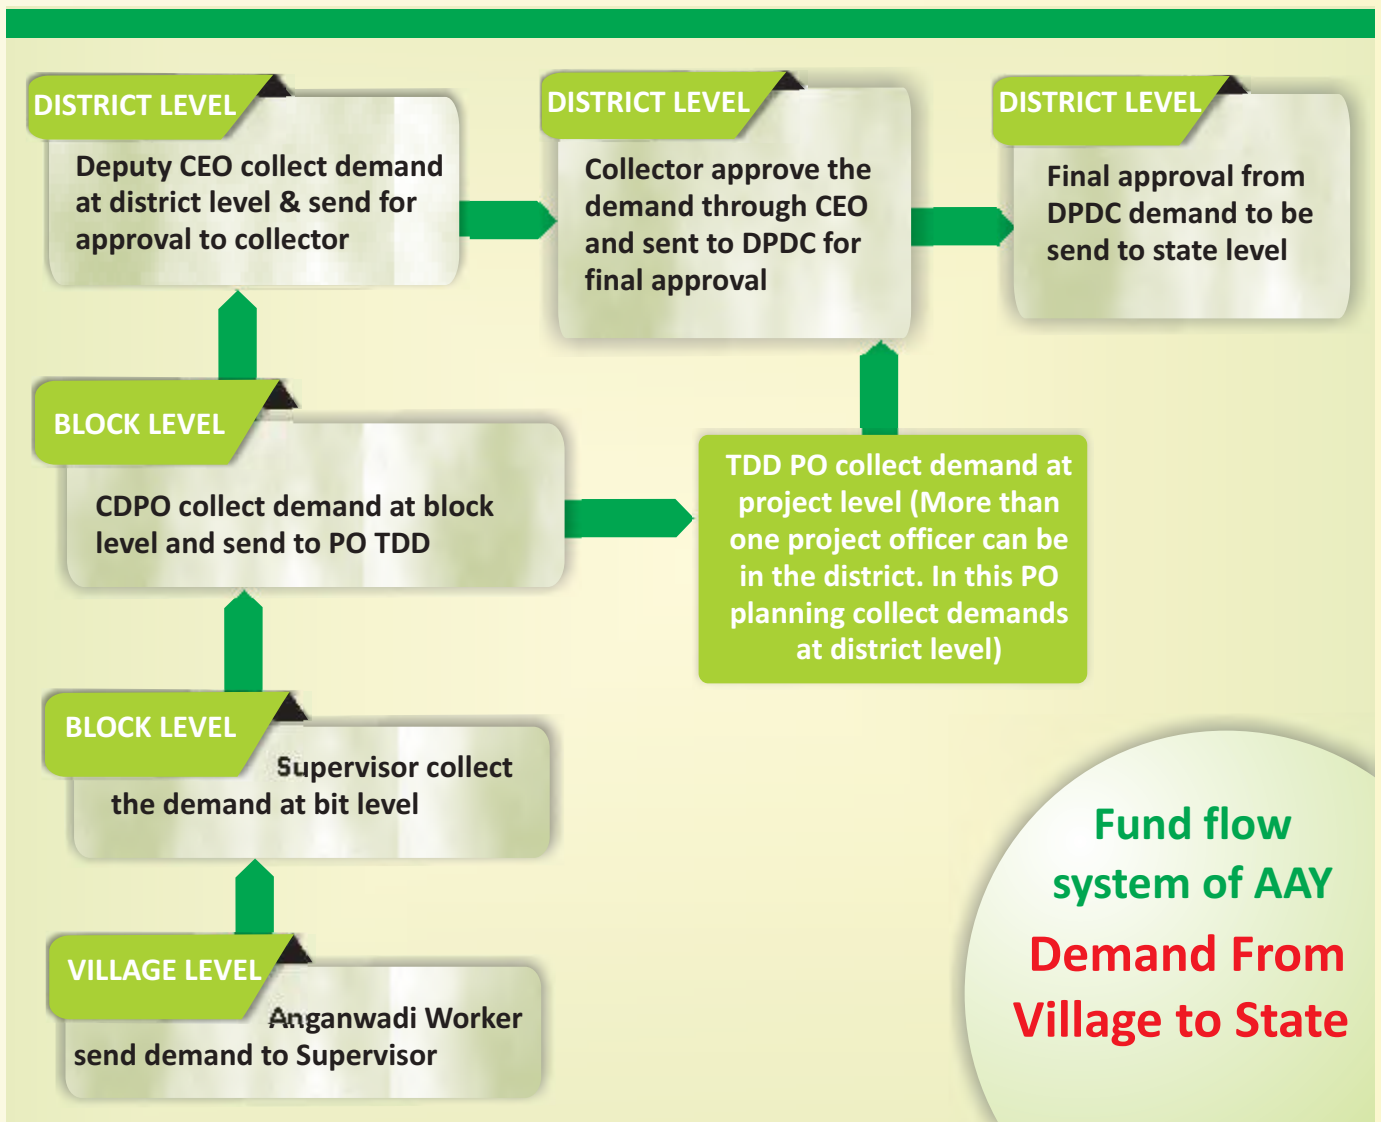 DISTRICT LEVEL
Deputy CEO collect demand
at district level & send for
approval to collector
DISTRICT LEVEL
Collector approve the
demand through CEO
and sent to DPDC for
final approval
DISTRICT LEVEL
Final approval from
DPDC demand to be
send to state level
BLOCK LEVEL
CDPO collect demand at block
level and send to PO TDD
TDD PO collect demand at
project level (More than
one project officer can be
in the district. In this PO
planning collect demands
at district level)
BLOCK LEVEL
Supervisor collect
the demand at bit level
VILLAGE LEVEL
Anganwadi Worker
send demand to Supervisor
Fund flow
system of AAY
Demand From
Village to State